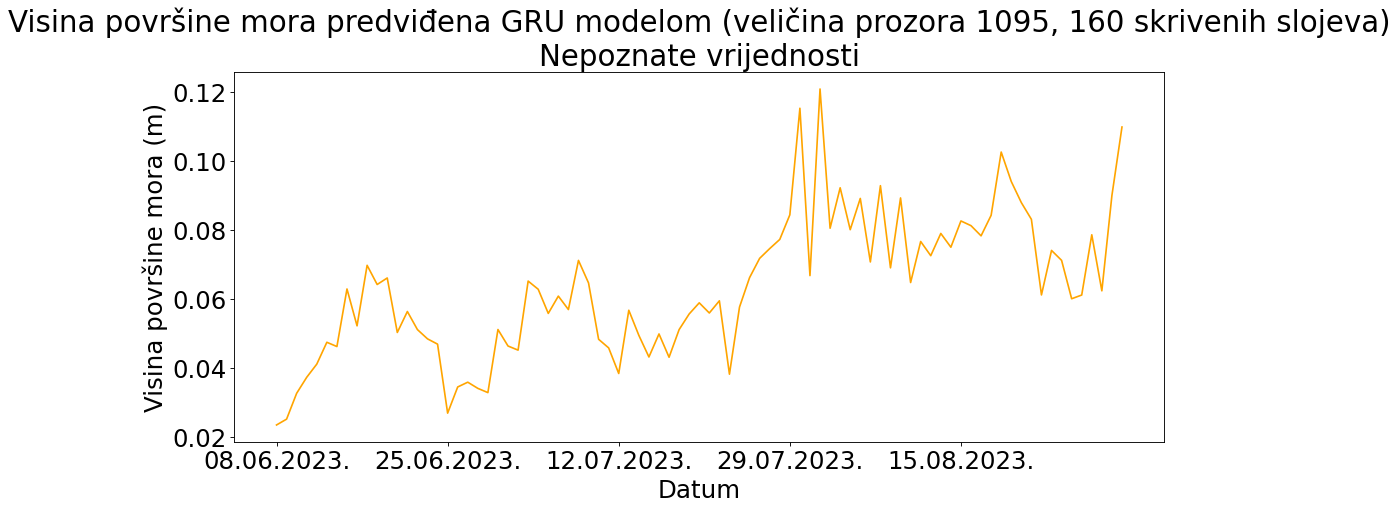 Visina površine mora predviđena GRU modelom (veličina prozora 1095, 160 skrivenih slojeva)
Nepoznate vrijednosti
Visina površine mora (m)
0.12
0.10
0.08
0.06
0.04
0.02
08.06.2023.
25.06.2023.
12.07.2023.
29.07.2023.
15.08.2023.
Datum